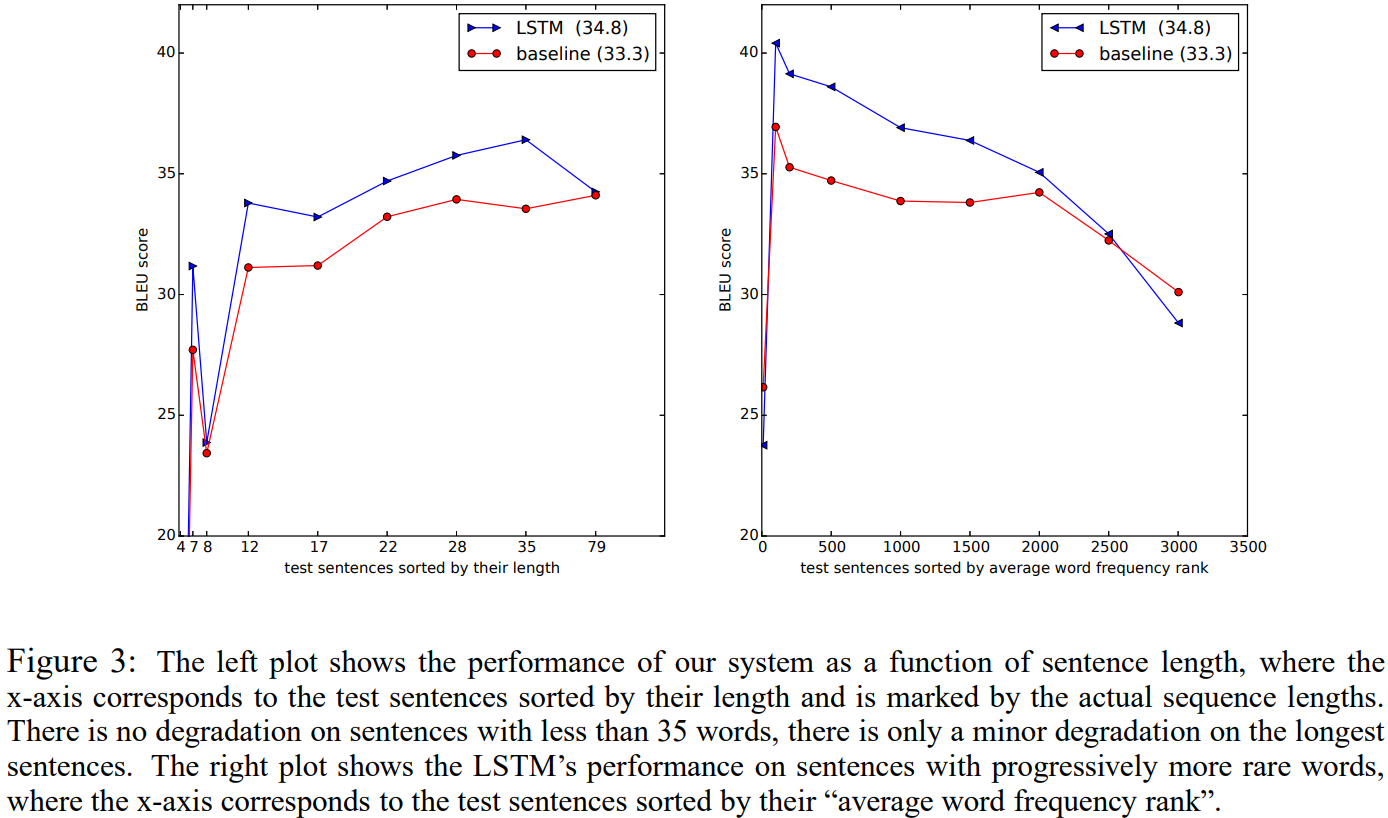 LSTM (34.8)
baseline (33.3)
40
35
30
25
20
BLEU score
4 7 8 12 17 22 28 35 79
test sentences sorted by their length
LSTM (34.8)
baseline (33.3)
40
35
30
25
20
BLEU score
0 500 1000 1500 2000 2500 3000 3500
test sentences sorted by average word frequency rank
Figure 3: The left plot shows the performance of our system as a function of sentence length, where the
x-axis corresponds to the test sentences sorted by their length and is marked by the actual sequence lengths.
There is no degradation on sentences with less than 35 words, there is only a minor degradation on the longest
sentences. The right plot shows the LSTM’s performance on sentences with progressively more rare words,
where the x-axis corresponds to the test sentences sorted by their “average word frequency rank”.